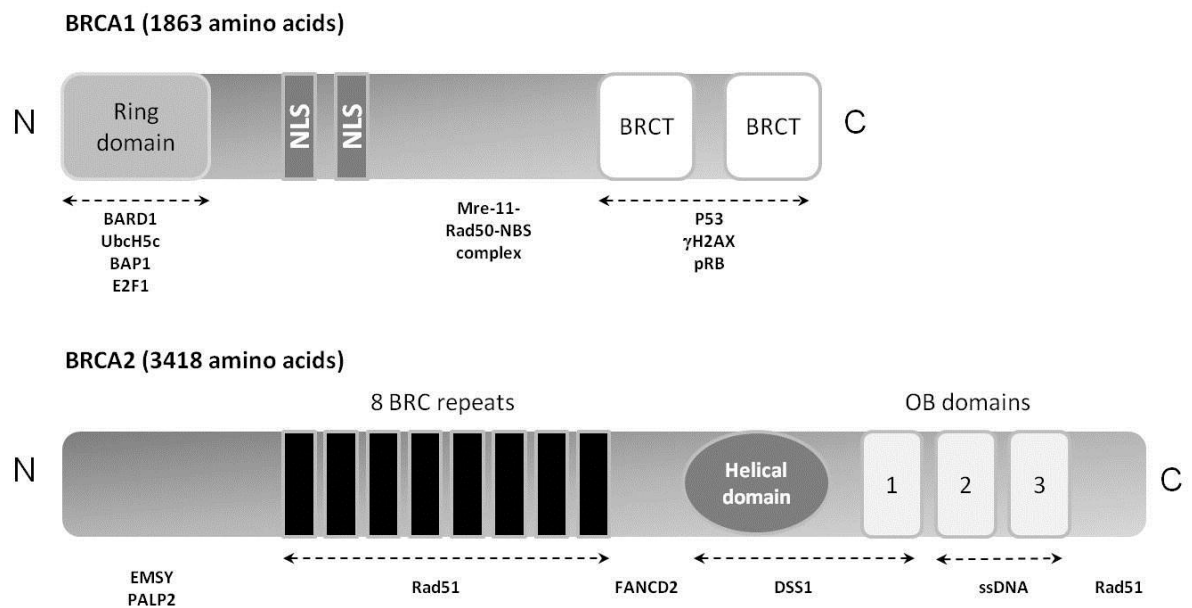 BRCA1 (1863 amino acids)
N
Ring
domain
NLS
NLS
BRCT
BRCT
C
BARD1
UbcH5c
BAP1
E2F1
Mre-11-
Rad50-NBS
complex
P53
γH2AX
pRB
BRCA2 (3418 amino acids)
8 BRC repeats
OB domains
N
Helical
domain
1
2
3
C
EMSY
PALP2
Rad51
FANCD2
DSS1
ssDNA
Rad51